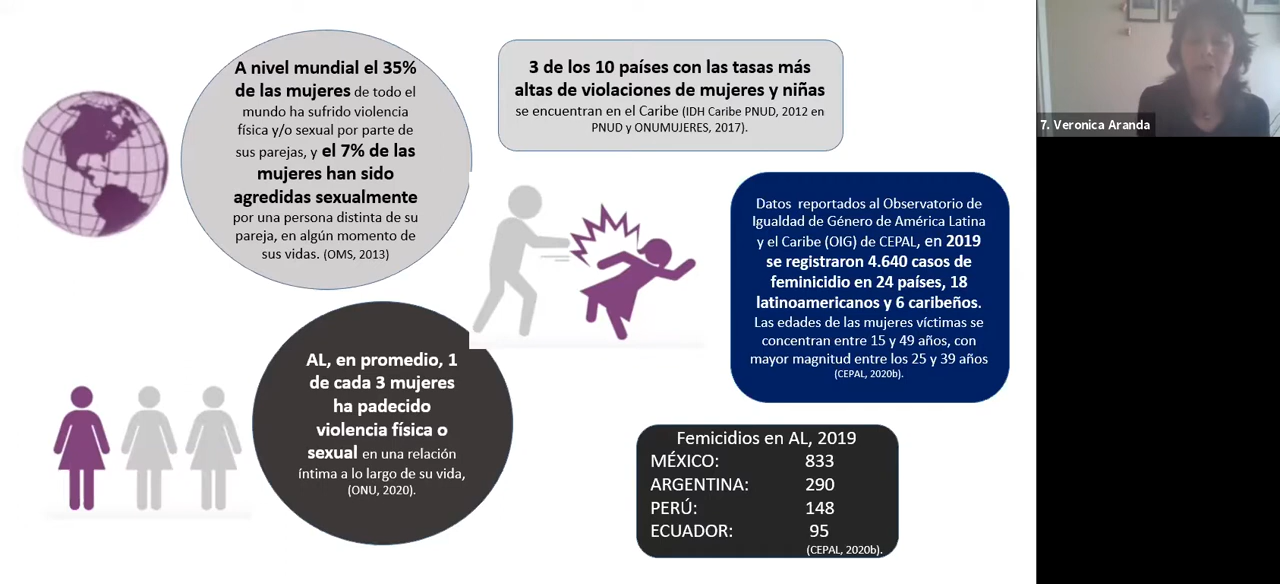 A nivel mundial el 35%
de las mujeres de todo el
mundo ha sufrido violencia
física y/o sexual por parte de
sus parejas, y el 7% de las
mujeres han sido
agredidas sexualmente
por una persona distinta de su
pareja, en algún momento de
sus vidas. (OMS, 2013)
3 de los 10 países con las tasas más
altas de violaciones de mujeres y niñas
se encuentran en el Caribe (IDH Caribe PNUD, 2012 en
PNUD y ONUMUJERES, 2017).
7. Veronica Aranda
Datos reportados al Observatorio de
Igualdad de Género de América Latina
y el Caribe (OIG) de CEPAL, en 2019
se registraron 4.640 casos de
feminicidio en 24 países, 18
latinoamericanos y 6 caribeños.
Las edades de las mujeres víctimas se
concentran entre 15 y 49 años, con
mayor magnitud entre los 25 y 39 años
(CEPAL, 2020b).
AL, en promedio, 1
de cada 3 mujeres
ha padecido
violencia física o
sexual en una relación
íntima a lo largo de su vida,
(ONU, 2020).
Femicidios en AL, 2019
MÉXICO: 833
ARGENTINA: 290
PERÚ: 148
ECUADOR: 95
(CEPAL, 2020b).